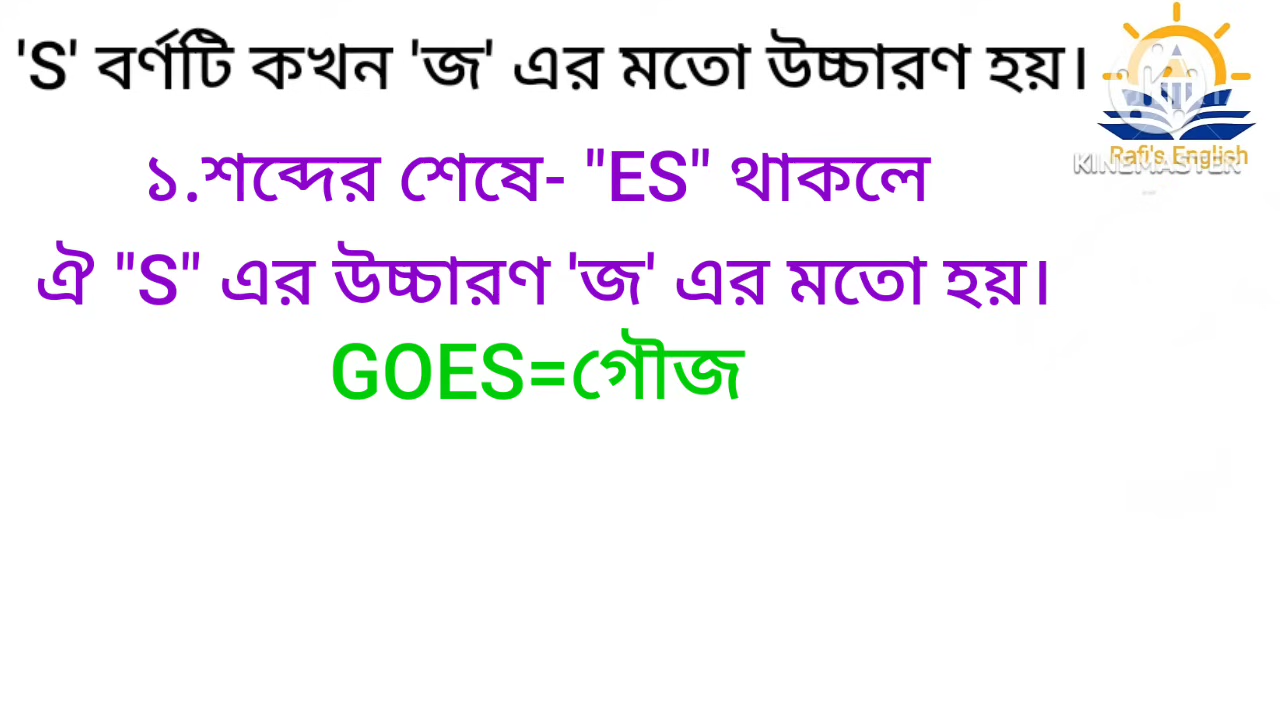 'S' বর্ণটি কখন 'জ' এর মতো উচ্চারণ হয়।
১.শব্দের শেষে- "ES" থাকলে
ঐ "S" এর উচ্চারণ 'জ' এর মতো হয়।
GOES=গৌজ
Rafi's English
KINEMASTER